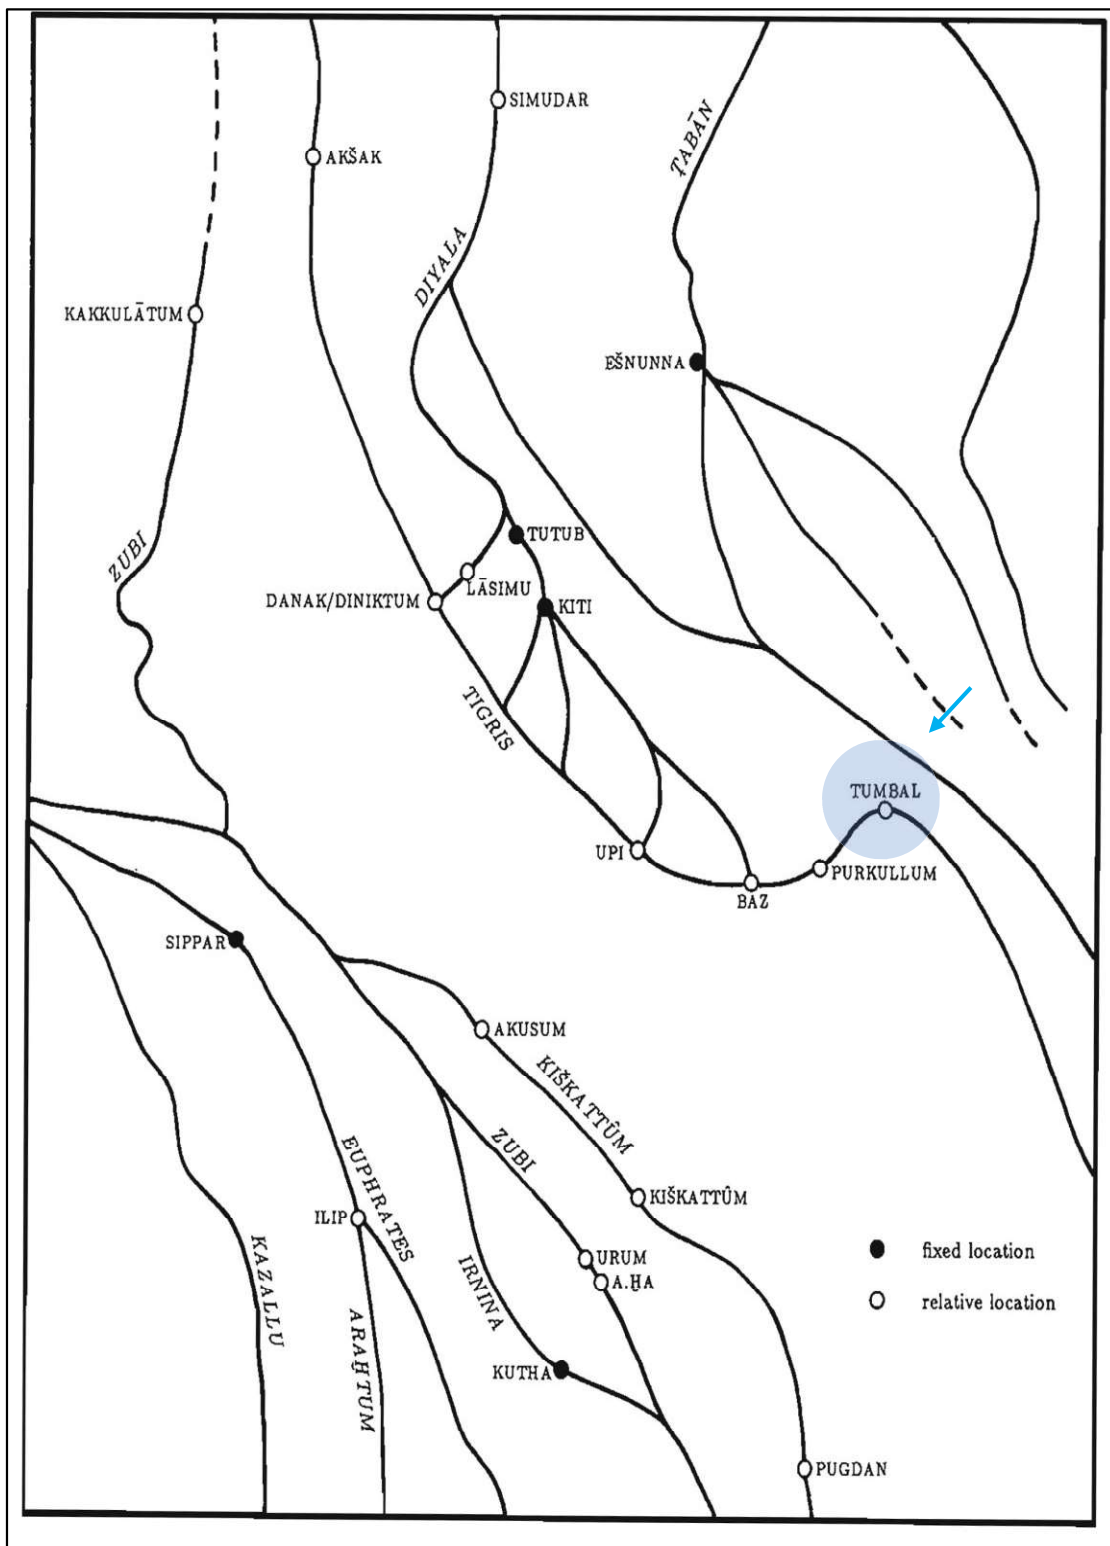 SIMUDAR
AKŠAK
ṬABĀN
DIYALA
KAKKULĀTUM
EŠNUNNA
TUTUB
ZUBI
LĀSIMU
DANAK/DINIKTUM
KITI
TIGRIS
TUMBAL
UPI
PURKULLUM
BAZ
SIPPAR
AKUSUM
KIŠKATTÛM
ZUBI
EUPHRATES
KIŠKATTÛM
ILIP
KAZALLU
IRNINA
URUM
A.ḪA
fixed location
relative location
ARAḪTUM
KUTHA
PUGDAN